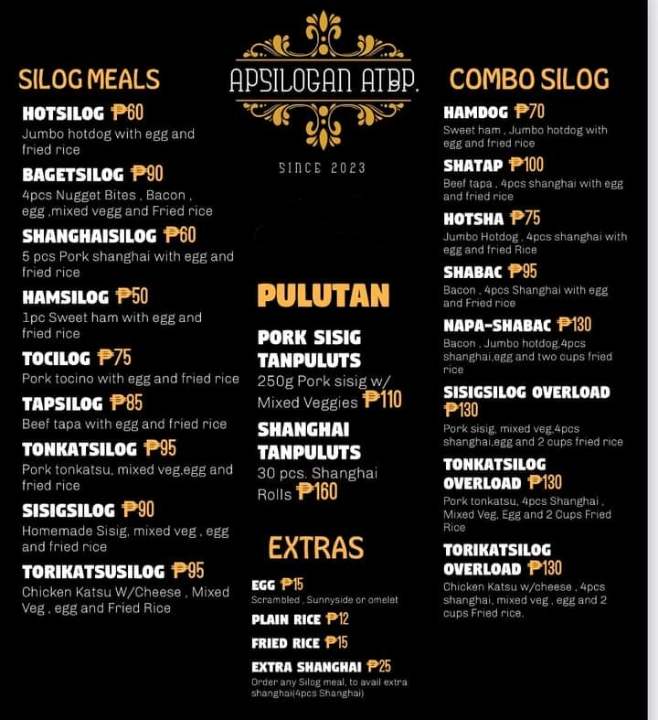 APSILOGAN ATBP.
SINCE 2023
SILOG MEALS
HOTSILOG ₱60
Jumbo hotdog with egg and
fried rice
BAGETSILOG ₱90
4pcs Nugget Bites , Bacon ,
egg ,mixed vegg and Fried rice
SHANGHAISILOG ₱60
5 pcs Pork shanghai with egg and
fried rice
HAMSILOG ₱50
1pc Sweet ham with egg and
fried rice
TOCILOG ₱75
Pork tocino with egg and fried rice
TAPSILOG ₱85
Beef tapa with egg and fried rice
TONKATSILOG ₱95
Pork tonkatsu, mixed veg,egg and
fried rice
SISIGSILOG ₱90
Homemade Sisig, mixed veg , egg
and fried rice
TORIKATSUSILOG ₱95
Chicken Katsu W/Cheese , Mixed
Veg , egg and Fried Rice
PULUTAN
PORK SISIG
TANPULUTS
250g Pork sisig w/
Mixed Veggies ₱110
SHANGHAI
TANPULUTS
30 pcs. Shanghai
Rolls ₱160
EXTRAS
EGG ₱15
Scrambled , Sunnyside or omelet
PLAIN RICE ₱12
FRIED RICE ₱15
EXTRA SHANGHAI ₱25
Order any Silog meal, to avail extra
shanghai(4pcs Shanghai)
COMBO SILOG
HAMDOG ₱70
Sweet ham , Jumbo hotdog with
egg and fried rice
SHATAP ₱100
Beef tapa , 4pcs shanghai with egg
and fried rice
HOTSHA ₱75
Jumbo Hotdog , 4pcs shanghai with
egg and fried Rice
SHABAC ₱95
Bacon , 4pcs Shanghai with egg
and Fried rice
NAPA-SHABAC ₱130
Bacon , Jumbo hotdog,4pcs
shanghai,egg and two cups fried
rice
SISIGSILOG OVERLOAD
₱130
Pork sisig, mixed veg,4pcs
shanghai,egg and 2 cups fried rice
TONKATSILOG
OVERLOAD ₱130
Pork tonkatsu, 4pcs Shanghai ,
Mixed Veg, Egg and 2 Cups Fried
Rice
TORIKATSILOG
OVERLOAD ₱130
Chicken Katsu w/cheese , 4pcs
shanghai, mixed veg , egg and 2
cups Fried rice.